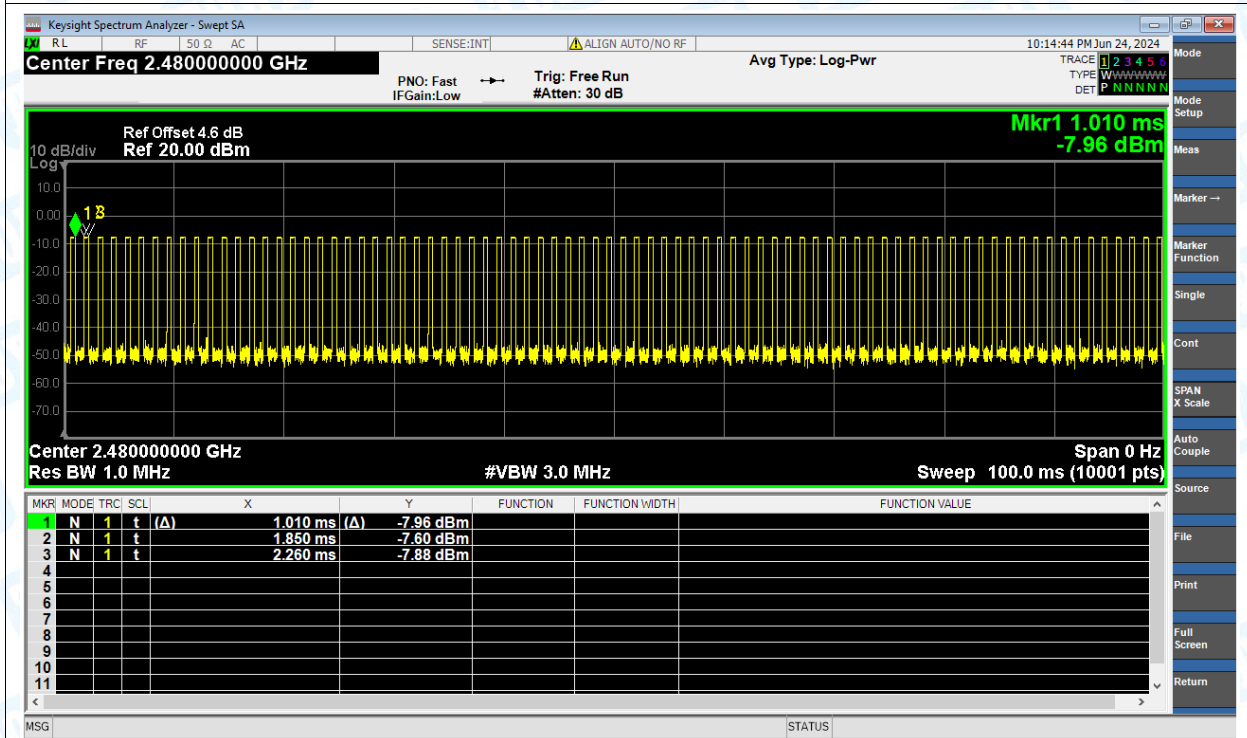 Keysight Spectrum Analyzer - Swept SA
LXI RL RF 50 Ω AC SENSE:INT ALIGN AUTO/NO RF 10:14:44 PM Jun 24, 2024
Center Freq 2.480000000 GHz
PNO: Fast
IFGain:Low
Trig: Free Run
#Atten: 30 dB
Avg Type: Log-Pwr
TRACE 1 2 3 4 5 6
TYPE WWWWWW
DET P N N N N N
Mkr1 1.010 ms
-7.96 dBm
Ref Offset 4.6 dB
10 dB/div Ref 20.00 dBm
Log
10.0
0.00
-10.0
-20.0
-30.0
-40.0
-50.0
-60.0
-70.0
1
Center 2.480000000 GHz Span 0 Hz
Res BW 1.0 MHz #VBW 3.0 MHz Sweep 100.0 ms (10001 pts)
MKR MODE TRC SCL X Y FUNCTION FUNCTION WIDTH FUNCTION VALUE
1 N 1 t (Δ) 1.010 ms (Δ) -7.96 dBm
2 N 1 t 1.850 ms -7.60 dBm
3 N 1 t 2.260 ms -7.88 dBm
4
5
6
7
8
9
10
11
MSG STATUS
Mode
Mode
Setup
Meas
Marker →
Marker
Function
Single
Cont
SPAN
X Scale
Auto
Couple
Source
File
Print
Full
Screen
Return